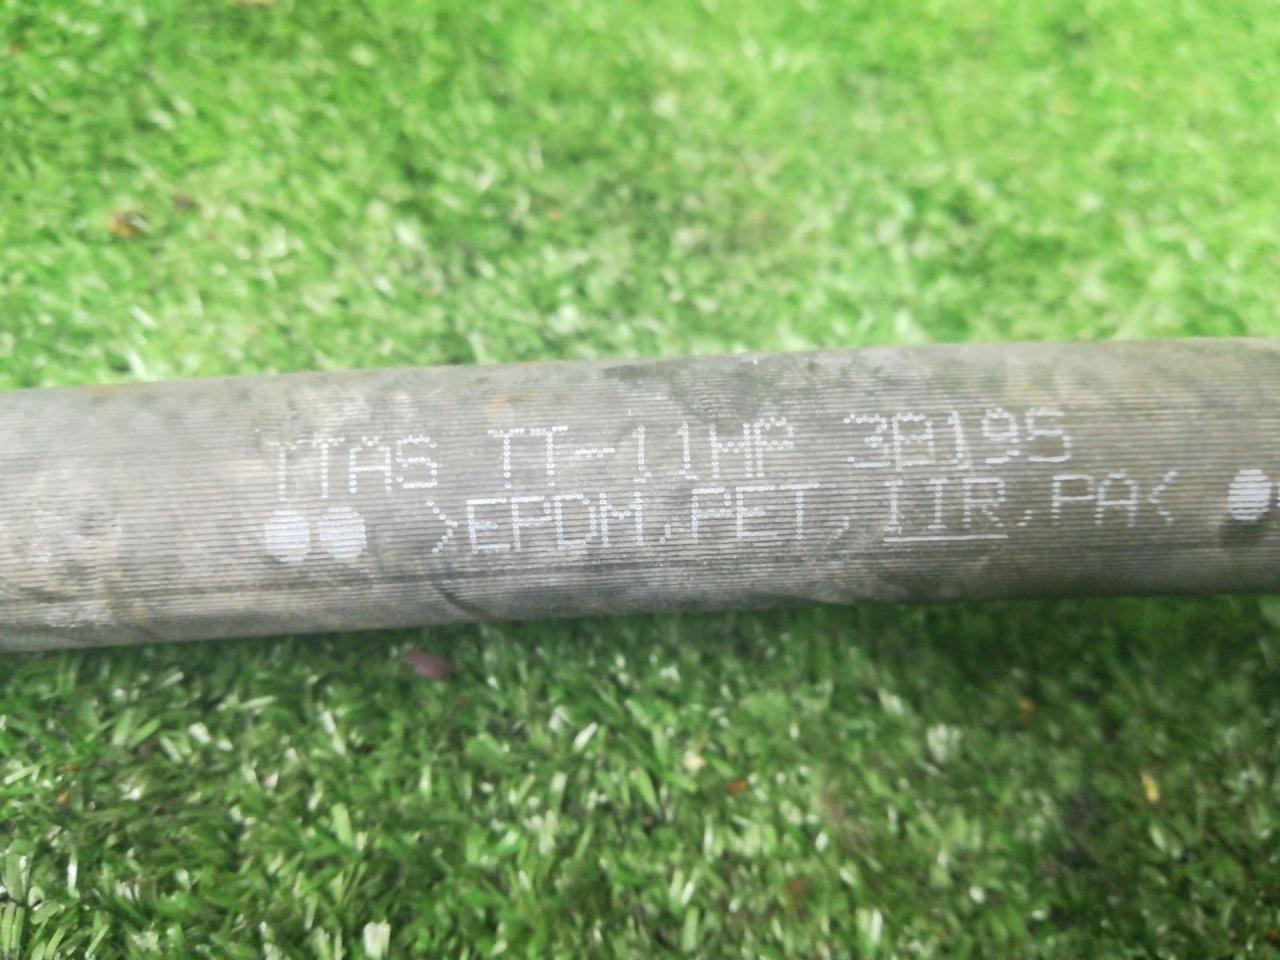 TTAS TT-11MP 3B195
>EPDM,PET,IIR,PA<